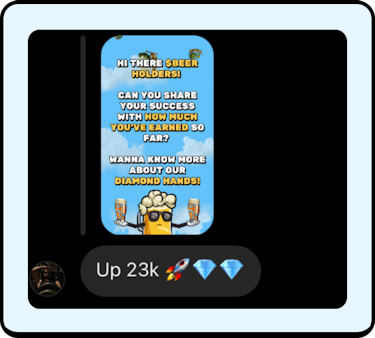 HI THERE $BEER
HOLDERS!
CAN YOU SHARE
YOUR SUCCESS
WITH HOW MUCH
YOU'VE EARNED SO
FAR?
WANNA KNOW MORE
ABOUT OUR
DIAMOND HANDS!
Up 23k 🚀💎💎